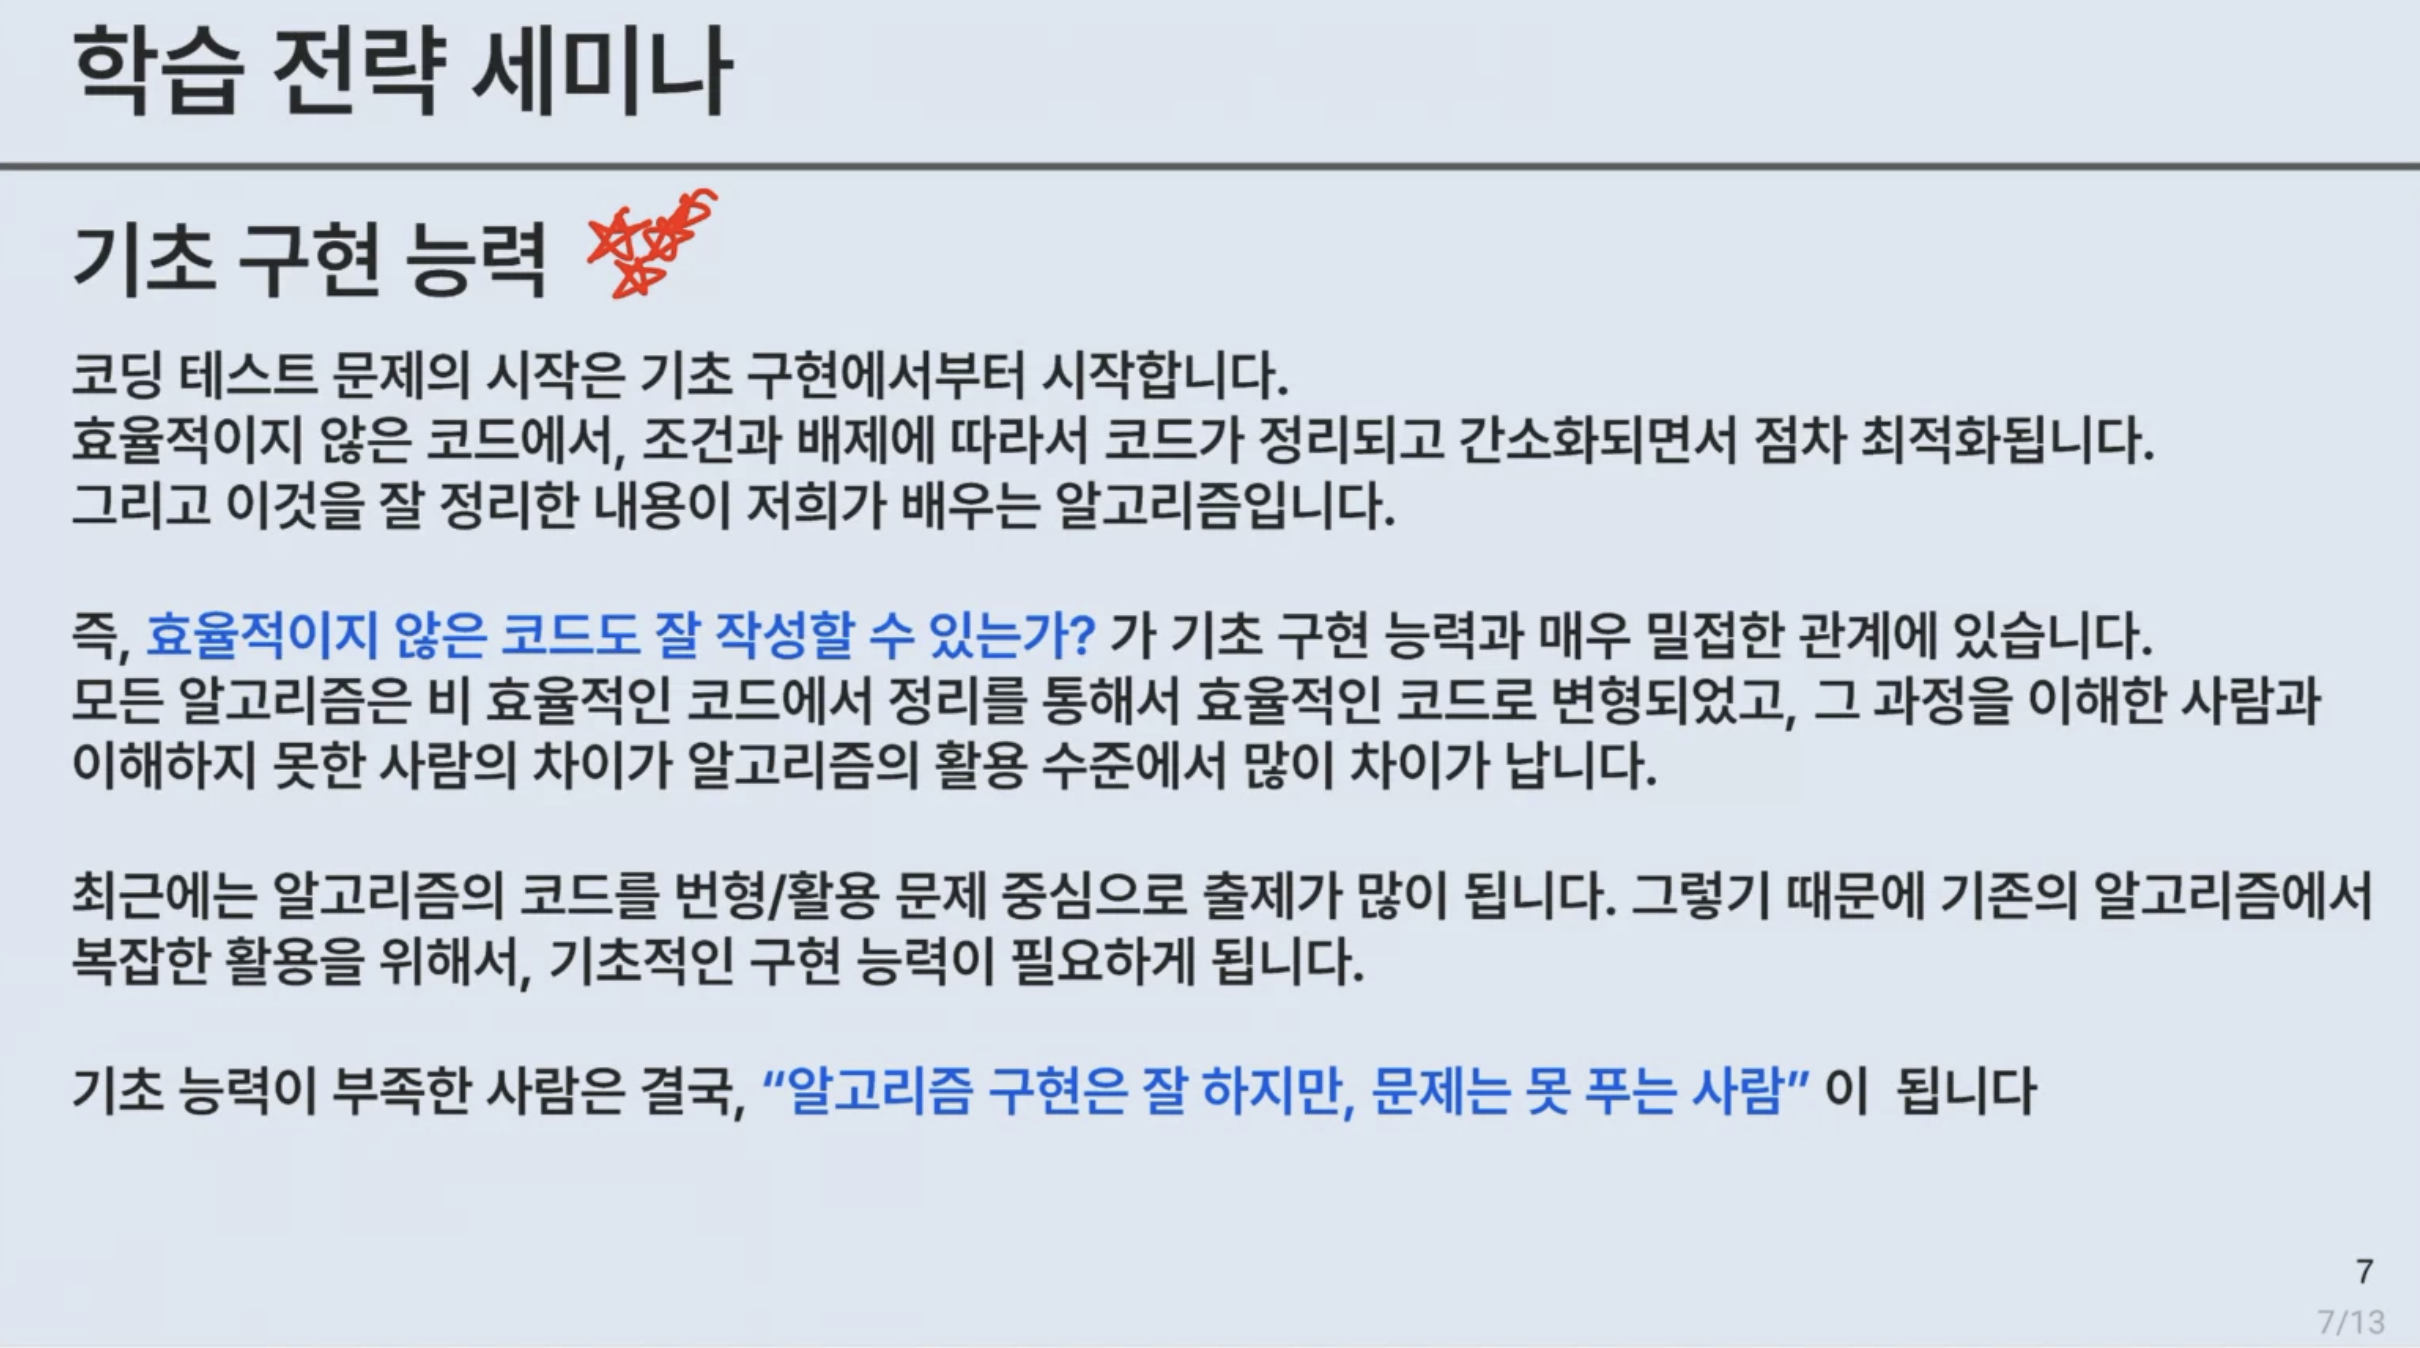 학습 전략 세미나
기초 구현 능력
코딩 테스트 문제의 시작은 기초 구현에서부터 시작합니다.
효율적이지 않은 코드에서, 조건과 배제에 따라서 코드가 정리되고 간소화되면서 점차 최적화됩니다.
그리고 이것을 잘 정리한 내용이 저희가 배우는 알고리즘입니다.
즉, 효율적이지 않은 코드도 잘 작성할 수 있는가? 가 기초 구현 능력과 매우 밀접한 관계에 있습니다.
모든 알고리즘은 비 효율적인 코드에서 정리를 통해서 효율적인 코드로 변형되었고, 그 과정을 이해한 사람과
이해하지 못한 사람의 차이가 알고리즘의 활용 수준에서 많이 차이가 납니다.
최근에는 알고리즘의 코드를 번형/활용 문제 중심으로 출제가 많이 됩니다. 그렇기 때문에 기존의 알고리즘에서
복잡한 활용을 위해서, 기초적인 구현 능력이 필요하게 됩니다.
기초 능력이 부족한 사람은 결국, “알고리즘 구현은 잘 하지만, 문제는 못 푸는 사람” 이  됩니다
7
7/13